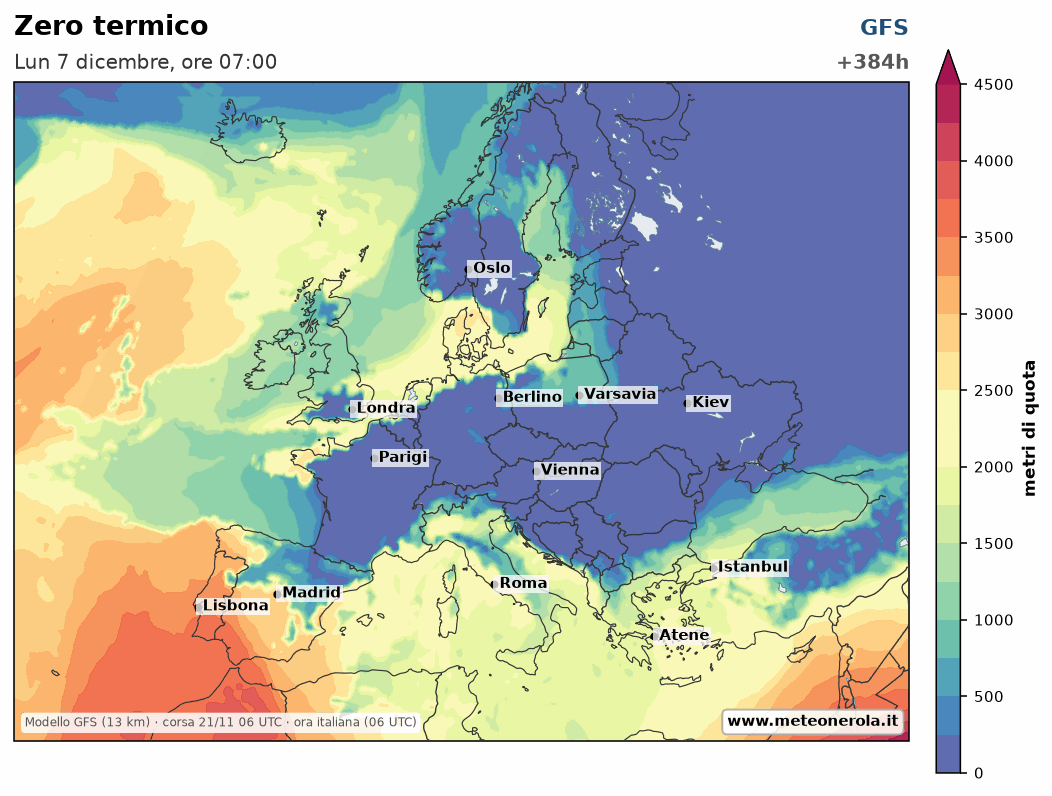 Zero termico
GFS
Lun 7 dicembre, ore 07:00
+384h
4500
4000
3500
3000
2500
2000
1500
1000
500
0
metri di quota
Oslo
Londra
Berlino
Varsavia
Kiev
Parigi
Vienna
Istanbul
Roma
Madrid
Lisbona
Atene
Modello GFS (13 km) · corsa 21/11 06 UTC · ora italiana (06 UTC)
www.meteonerola.it